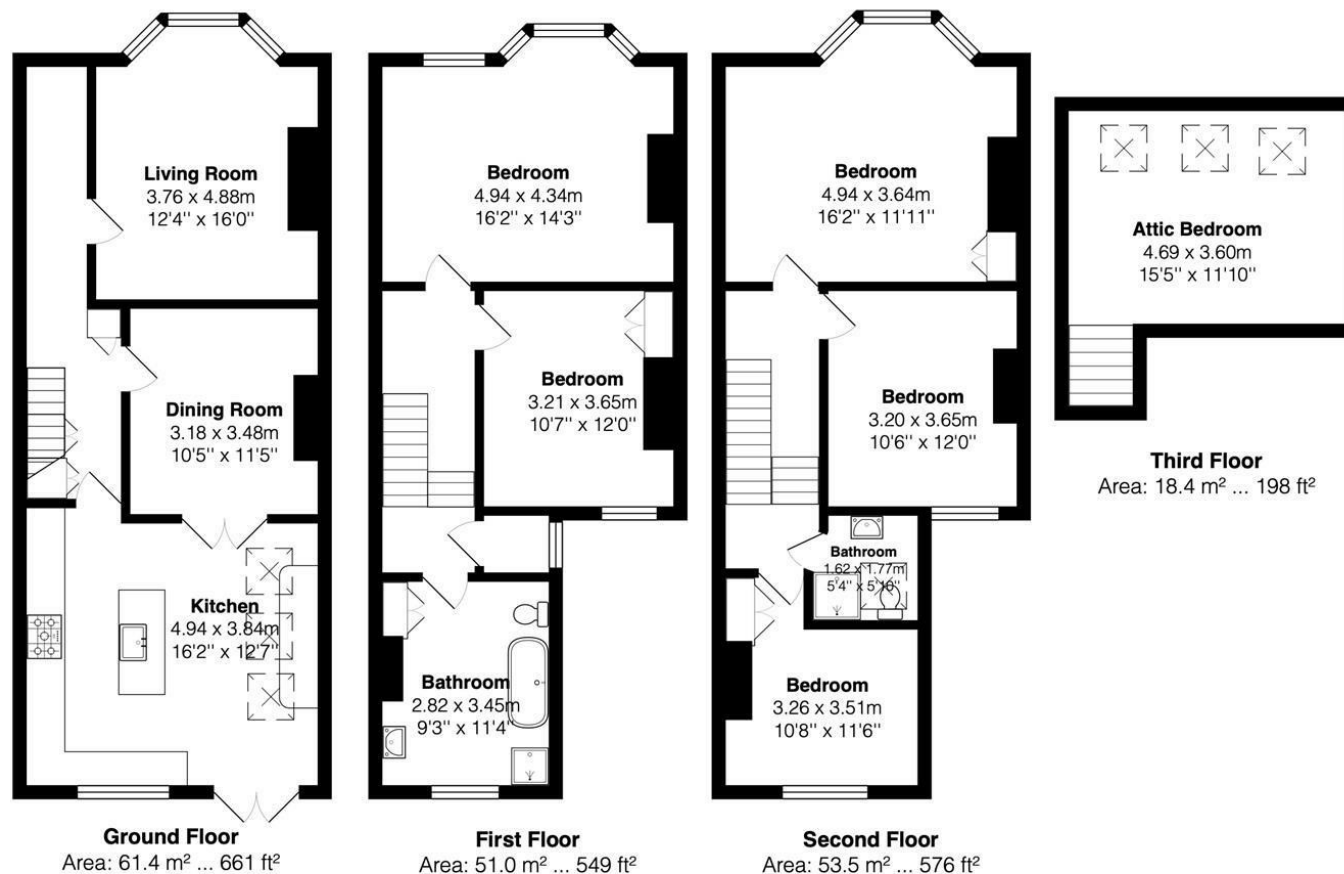 Living Room
3.76 x 4.88m
12'4'' x 16'0''
Dining Room
3.18 x 3.48m
10'5'' x 11'5''
Kitchen
4.94 x 3.84m
16'2'' x 12'7''
Ground Floor
Area: 61.4 m² ... 661 ft²
Bedroom
4.94 x 4.34m
16'2'' x 14'3''
Bedroom
3.21 x 3.65m
10'7'' x 12'0''
Bathroom
2.82 x 3.45m
9'3'' x 11'4''
First Floor
Area: 51.0 m² ... 549 ft²
Bedroom
4.94 x 3.64m
16'2'' x 11'11''
Bedroom
3.20 x 3.65m
10'6'' x 12'0''
Bathroom
1.62 x 1.77m
5'4'' x 5'10''
Bedroom
3.26 x 3.51m
10'8'' x 11'6''
Second Floor
Area: 53.5 m² ... 576 ft²
Attic Bedroom
4.69 x 3.60m
15'5'' x 11'10''
Third Floor
Area: 18.4 m² ... 198 ft²